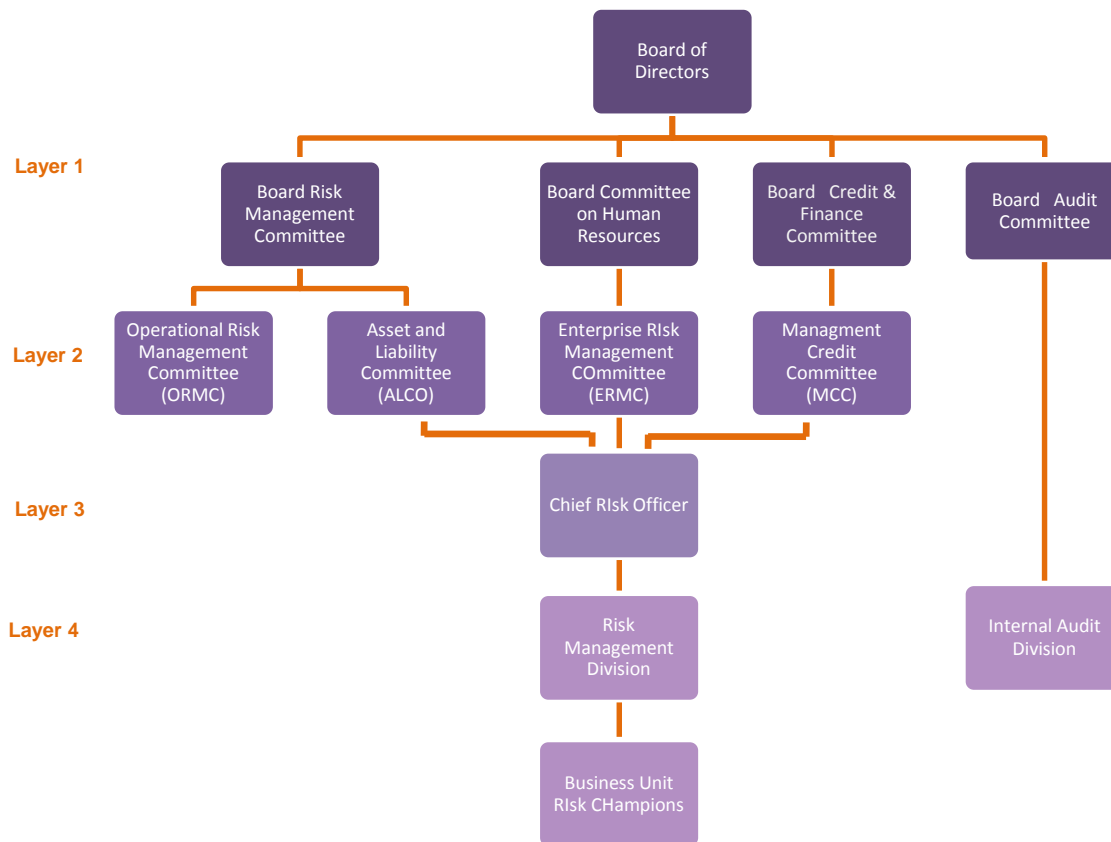 Board of
Directors
Layer 1
Board Risk
Management
Committee
Board Committee
on Human
Resources
Board Credit &
Finance
Committee
Board Audit
Committee
Layer 2
Operational Risk
Management
Committee
(ORMC)
Asset and
Liability
Committee
(ALCO)
Enterprise RIsk
Management
COmmittee
(ERMC)
Managment
Credit
Committee
(MCC)
Layer 3
Chief RIsk Officer
Layer 4
Risk
Management
Division
Internal Audit
Division
Business Unit
RIsk CHampions